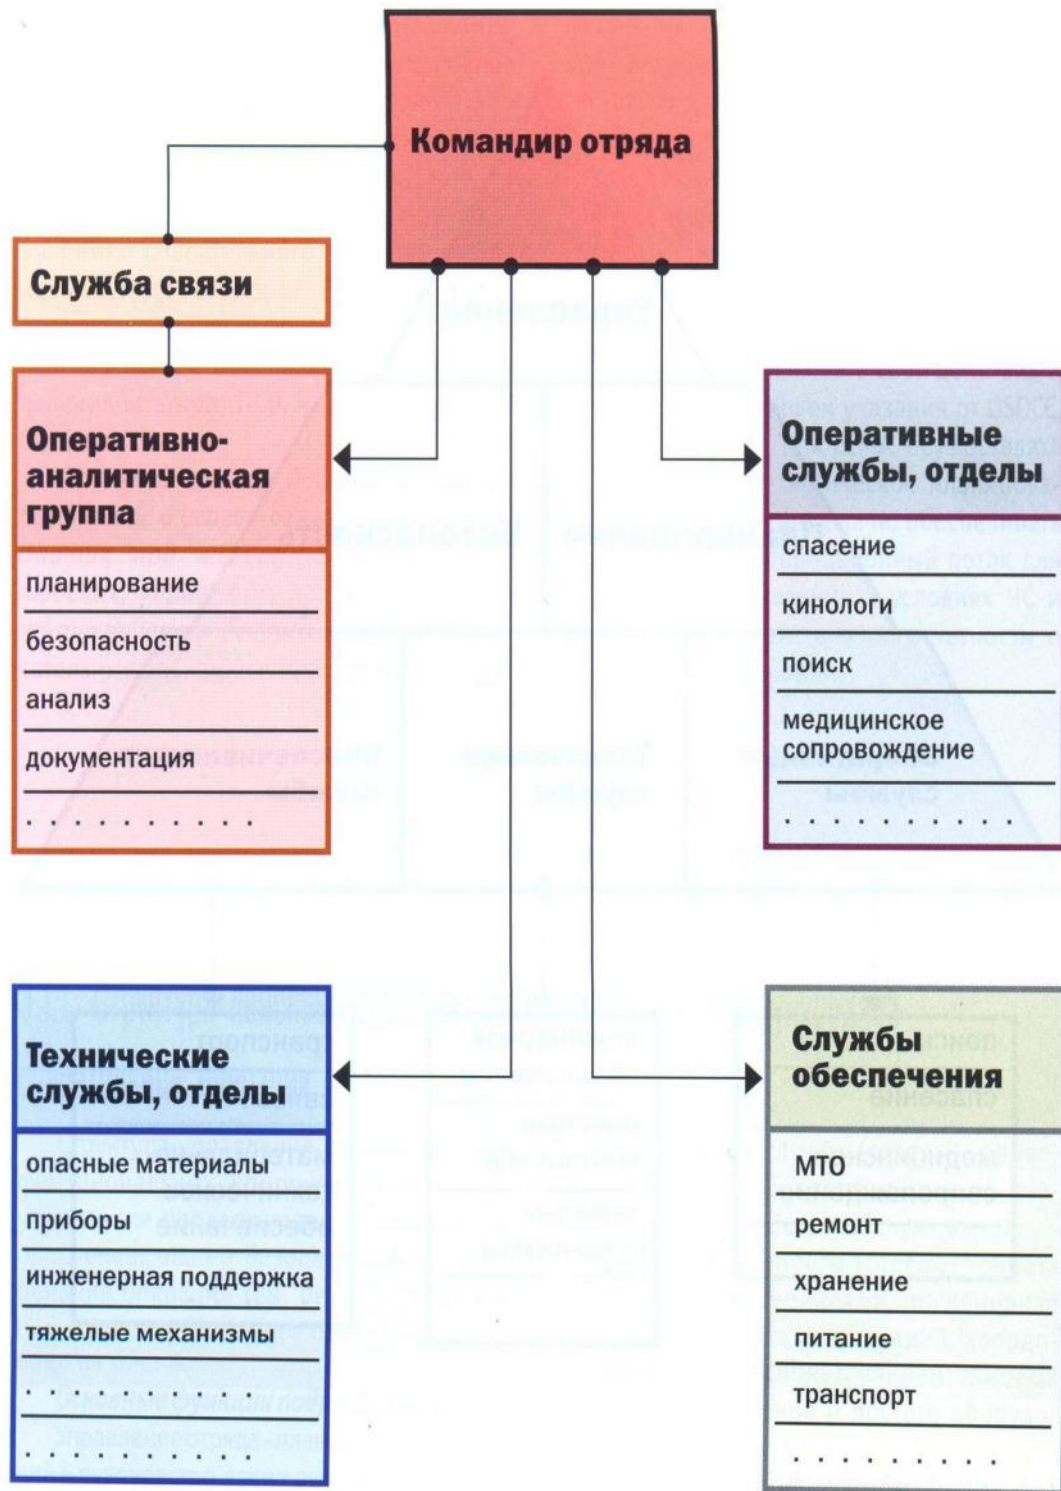 Командир отряда
Служба связи
Оперативно-
аналитическая
группа
планирование
безопасность
анализ
документация
. . . . . . . . . .
Оперативные
службы, отделы
спасение
кинологи
поиск
медицинское
сопровождение
. . . . . . . . . .
Технические
службы, отделы
опасные материалы
приборы
инженерная поддержка
тяжелые механизмы
. . . . . . . . . .
. . . . . . . . . .
Службы
обеспечения
МТО
ремонт
хранение
питание
транспорт
. . . . . . . . .